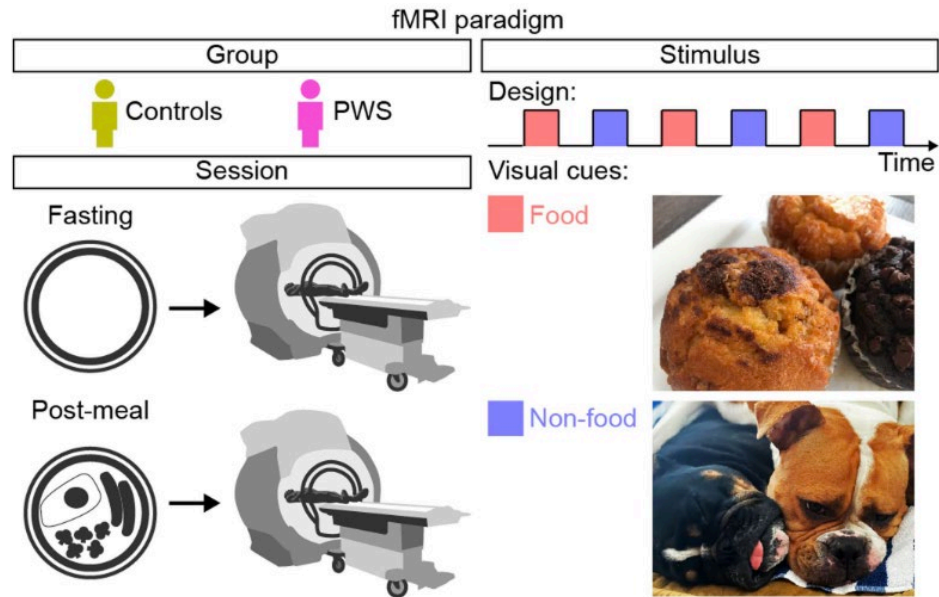 fMRI paradigm
Group
Controls
PWS
Session
Fasting
Post-meal
Stimulus
Design:
Time
Visual cues:
Food
Non-food